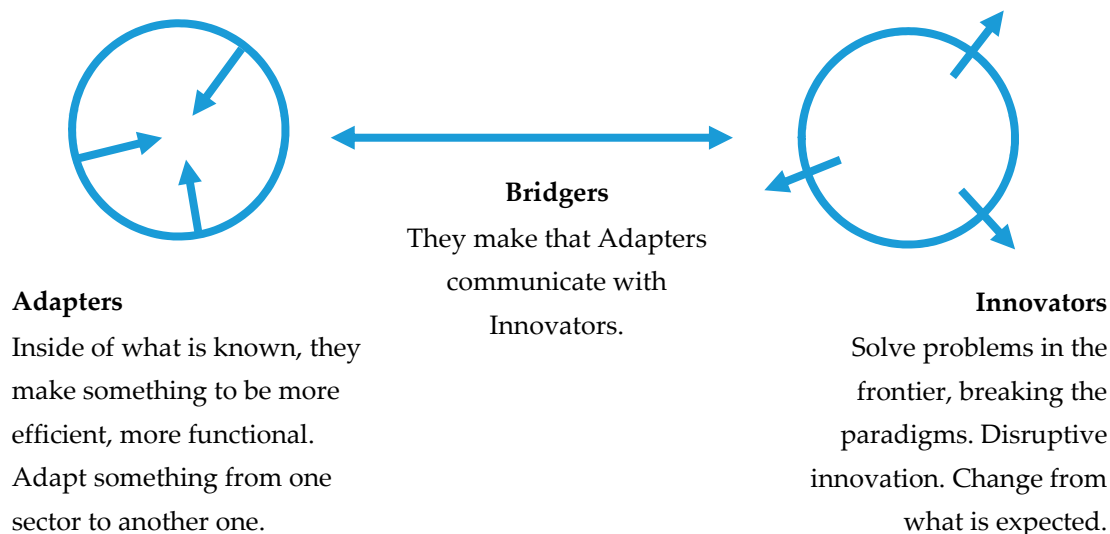 Bridgers
They make that Adapters
communicate with
Innovators.
Adapters
Inside of what is known, they
make something to be more
efficient, more functional.
Adapt something from one
sector to another one.
Innovators
Solve problems in the
frontier, breaking the
paradigms. Disruptive
innovation. Change from
what is expected.